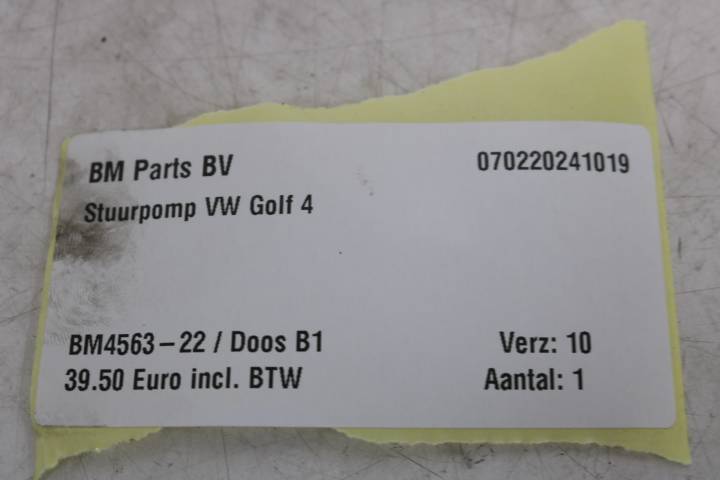 BM Parts BV
070220241019
Stuurpomp VW Golf 4
BM4563-22 / Doos B1
Verz: 10
39.50 Euro incl. BTW
Aantal: 1